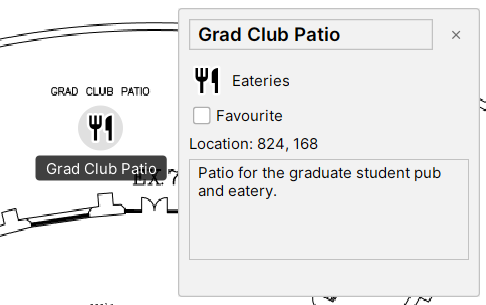 GRAD CLUB PATIO
Grad Club Patio
Grad Club Patio
×
Eateries
Favourite
Location: 824, 168
Patio for the graduate student pub
and eatery.